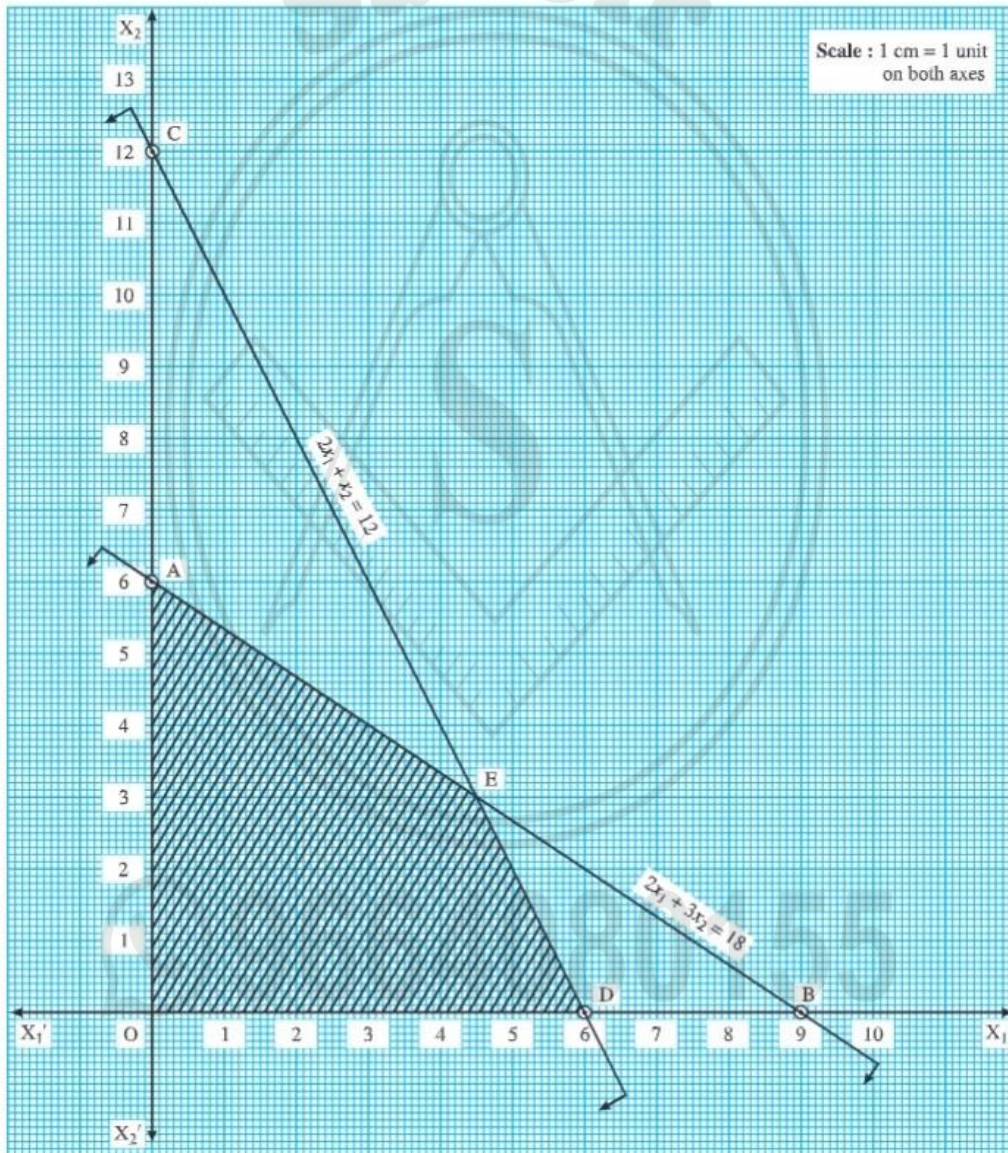 X₂
Scale : 1 cm = 1 unit
on both axes
13
C
12
11
10
9
8
2x₁ + x₂ = 12
7
A
6
5
4
E
3
2
2x₁ + 3x₂ = 18
1
D
B
X₁'
O
1
2
3
4
5
6
7
8
9
10
X₁
X₂'
S